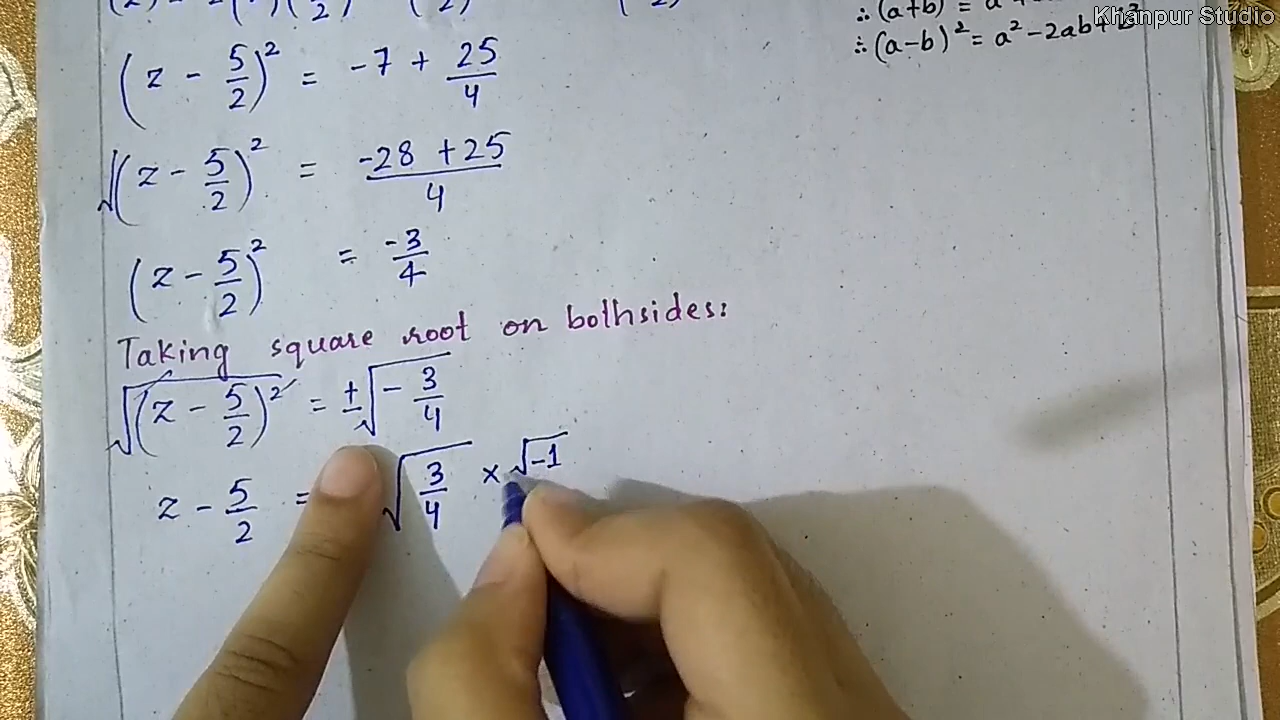 ∴ (a+b) = a
Khanpur Studio
∴ (a-b)² = a² - 2ab +
(z - 5/2)² = -7 + 25/4
√(z - 5/2)² = -28 + 25/4
(z - 5/2)² = -3/4
Taking square root on bothsides:
√(z - 5/2)² = ±√- 3/4
z - 5/2 = √3/4 × √-1